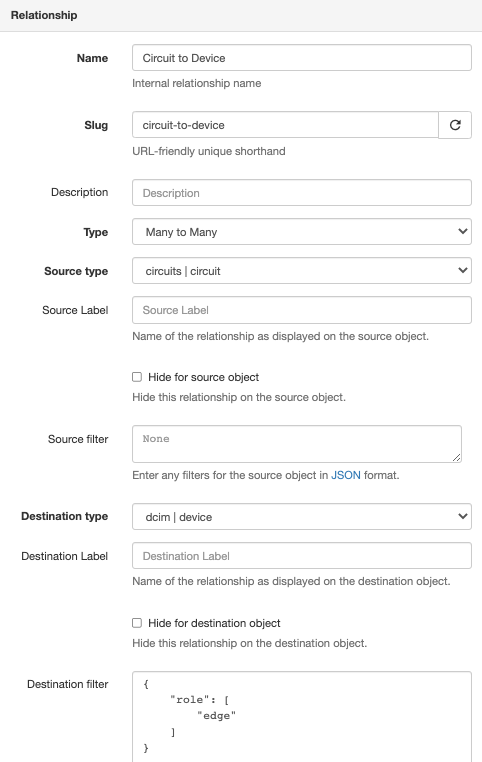 Relationship
Name
Circuit to Device
Internal relationship name
Slug
circuit-to-device
URL-friendly unique shorthand
Description
Description
Type
Many to Many
Source type
circuits | circuit
Source Label
Source Label
Name of the relationship as displayed on the source object.
Hide for source object
Hide this relationship on the source object.
Source filter
None
Enter any filters for the source object in JSON format.
Destination type
dcim | device
Destination Label
Destination Label
Name of the relationship as displayed on the destination object.
Hide for destination object
Hide this relationship on the destination object.
Destination filter
{
"role": [
"edge"
]
}